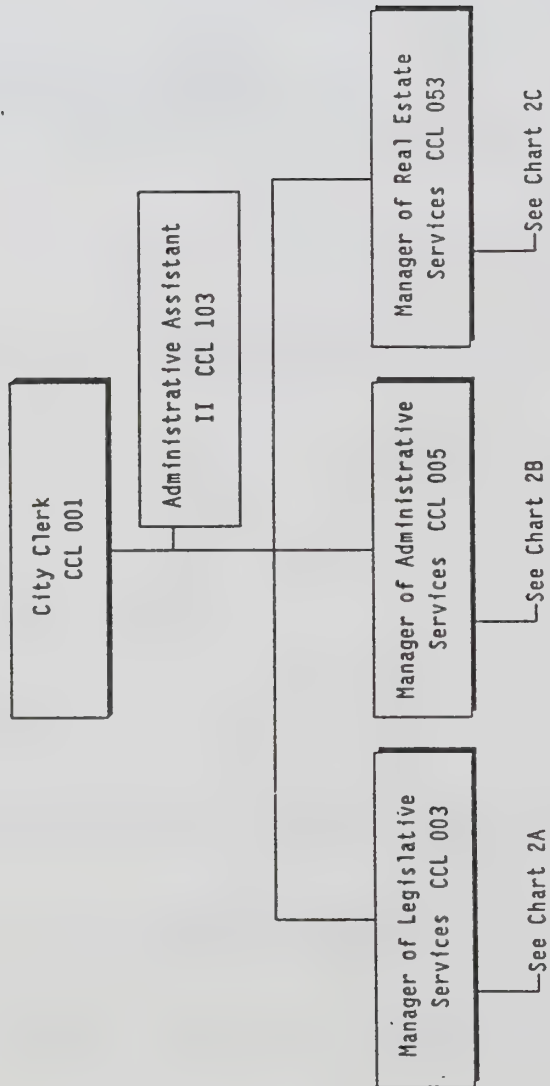 City Clerk
CCL 001
Administrative Assistant
II CCL 103
Manager of Legislative
Services CCL 003
See Chart 2A
Manager of Administrative
Services CCL 005
See Chart 2B
Manager of Real Estate
Services CCL 053
See Chart 2C